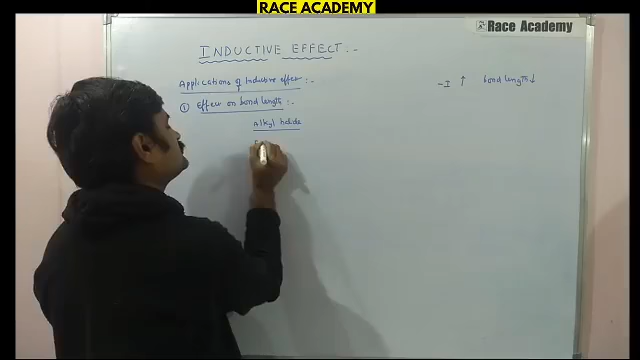 RACE ACADEMY
Race Academy
INDUCTIVE EFFECT :-
Applications of Inductive effect :-
① Effect on bond length :-
Alkyl halide
-I ↑ bond length ↓